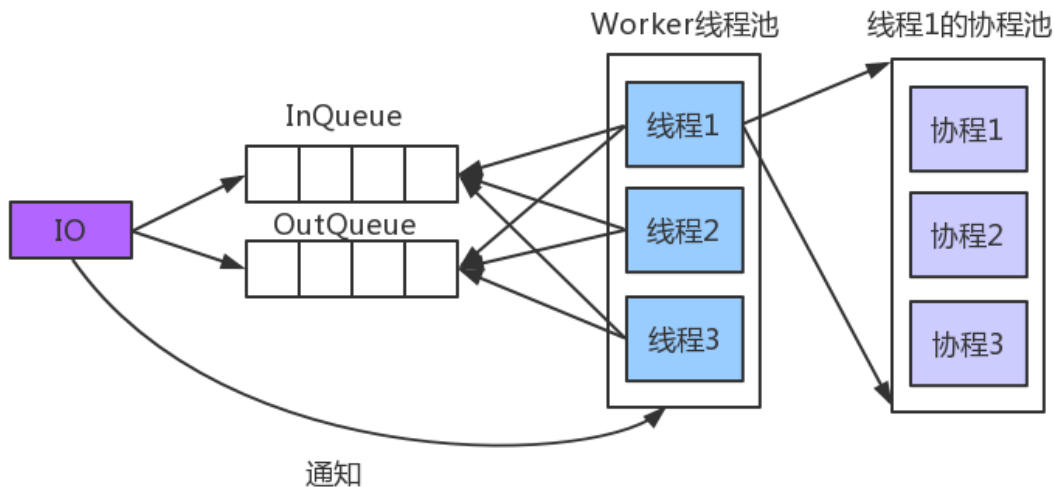 Worker线程池
线程1的协程池
InQueue
线程1
协程1
IO
OutQueue
线程2
协程2
线程3
协程3
通知